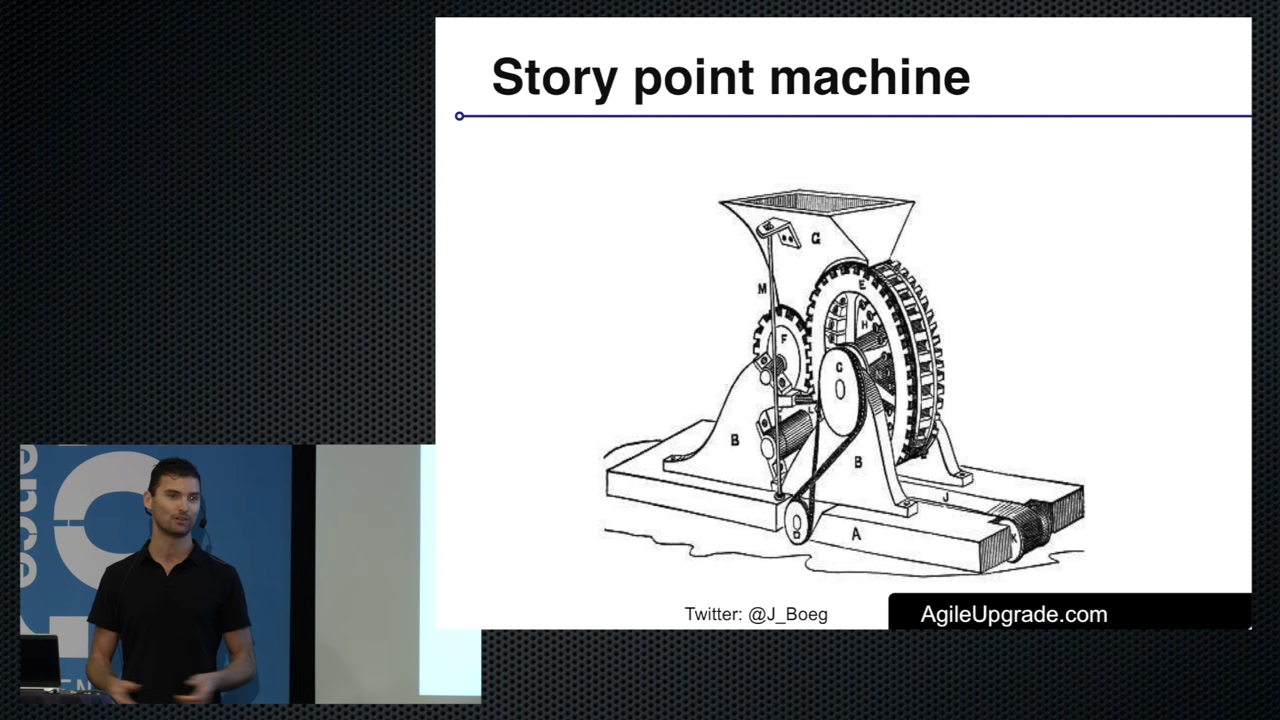 Story point machine
G
M
E
H
F
C
B
B
J
K
D
A
Twitter: @J_Boeg
AgileUpgrade.com